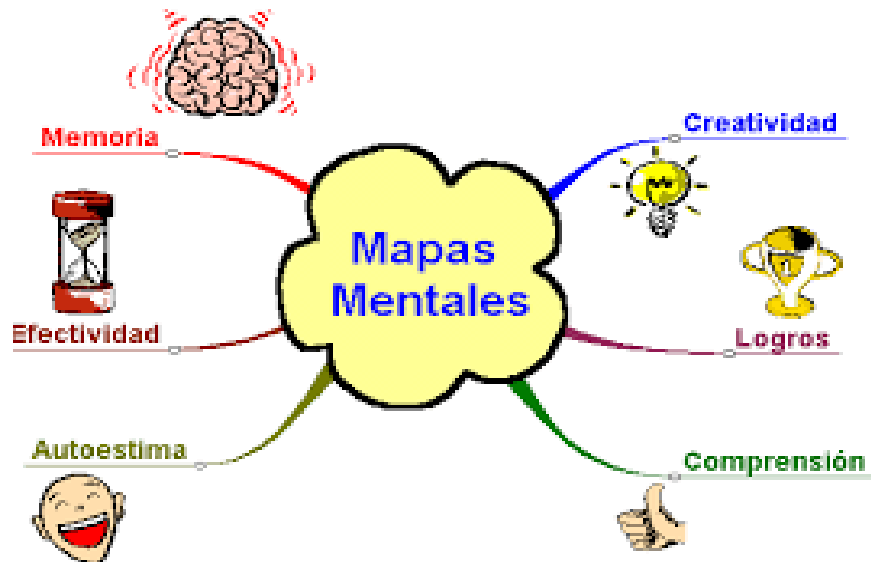 Memoria
Creatividad
Mapas
Mentales
Efectividad
Logros
Autoestima
Comprensión